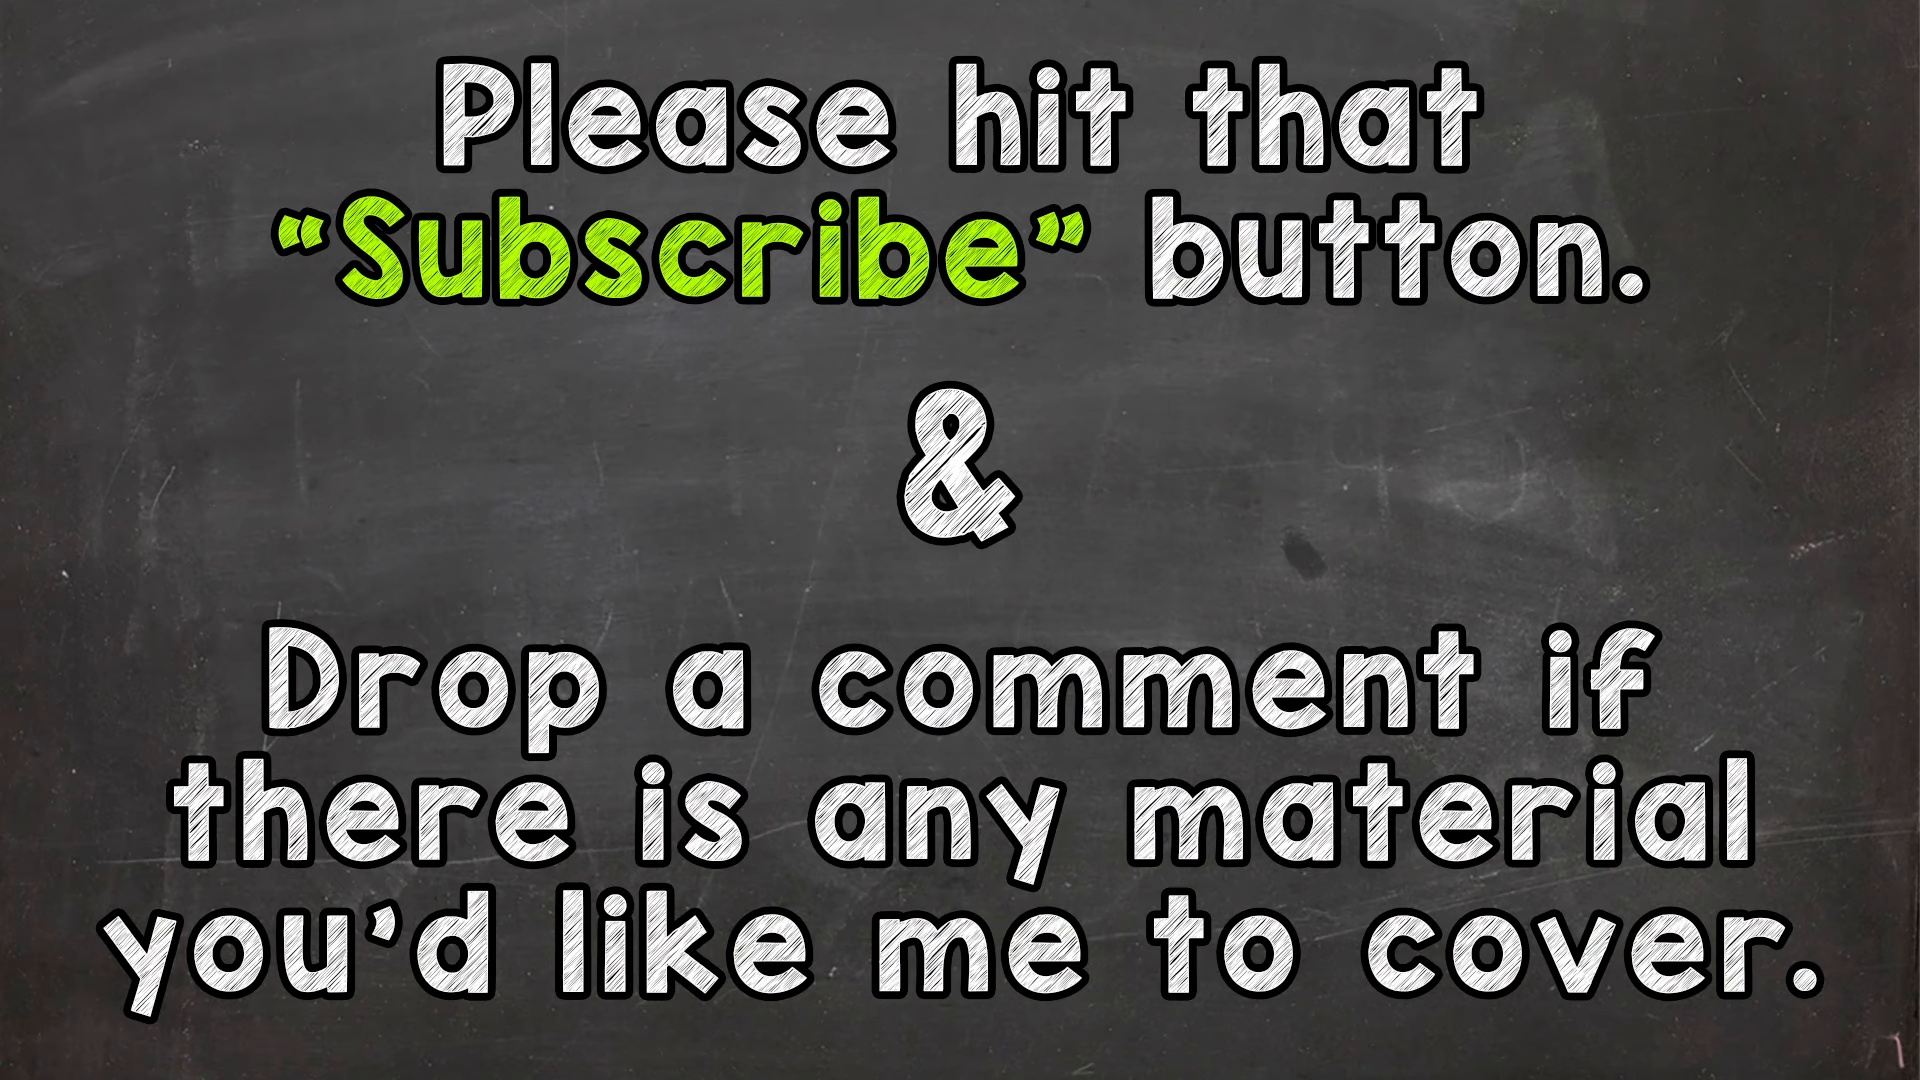 Please hit that
“Subscribe” button.
&
Drop a comment if
there is any material
you’d like me to cover.